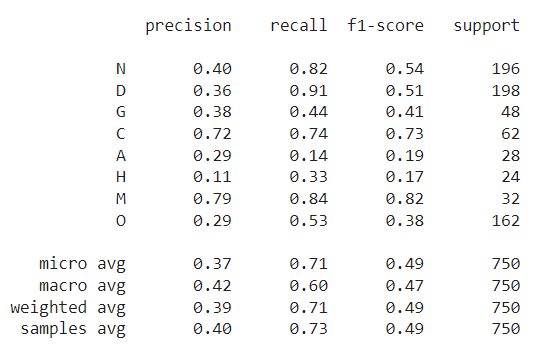 precision recall f1-score support
N 0.40 0.82 0.54 196
D 0.36 0.91 0.51 198
G 0.38 0.44 0.41 48
C 0.72 0.74 0.73 62
A 0.29 0.14 0.19 28
H 0.11 0.33 0.17 24
M 0.79 0.84 0.82 32
O 0.29 0.53 0.38 162
micro avg 0.37 0.71 0.49 750
macro avg 0.42 0.60 0.47 750
weighted avg 0.39 0.71 0.49 750
samples avg 0.40 0.73 0.49 750